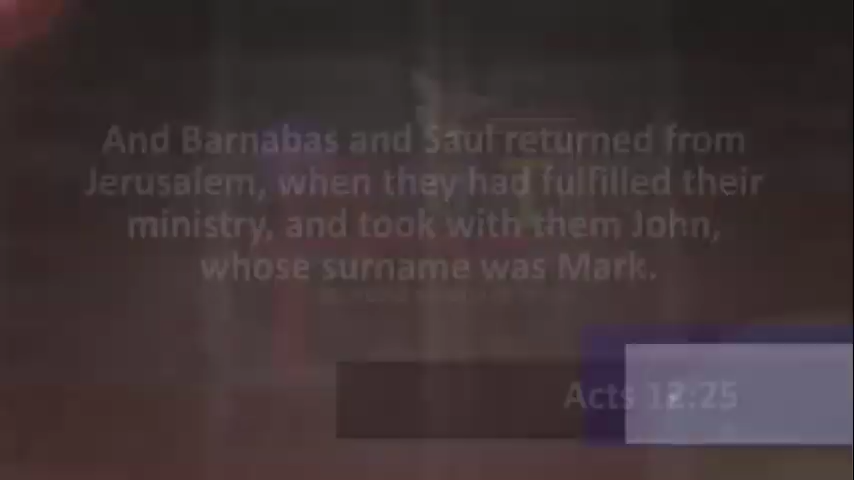 And Barnabas and Saul returned from
Jerusalem, when they had fulfilled their
ministry, and took with them John,
whose surname was Mark.
Acts 12:25